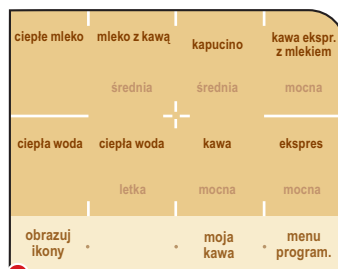 ciepłe mleko mleko z kawą kapucino kawa ekspr.
z mlekiem
średnia średnia mocna
ciepła woda ciepła woda kawa ekspres
letka mocna mocna
obrazuj
ikony
moja
kawa
menu
program.